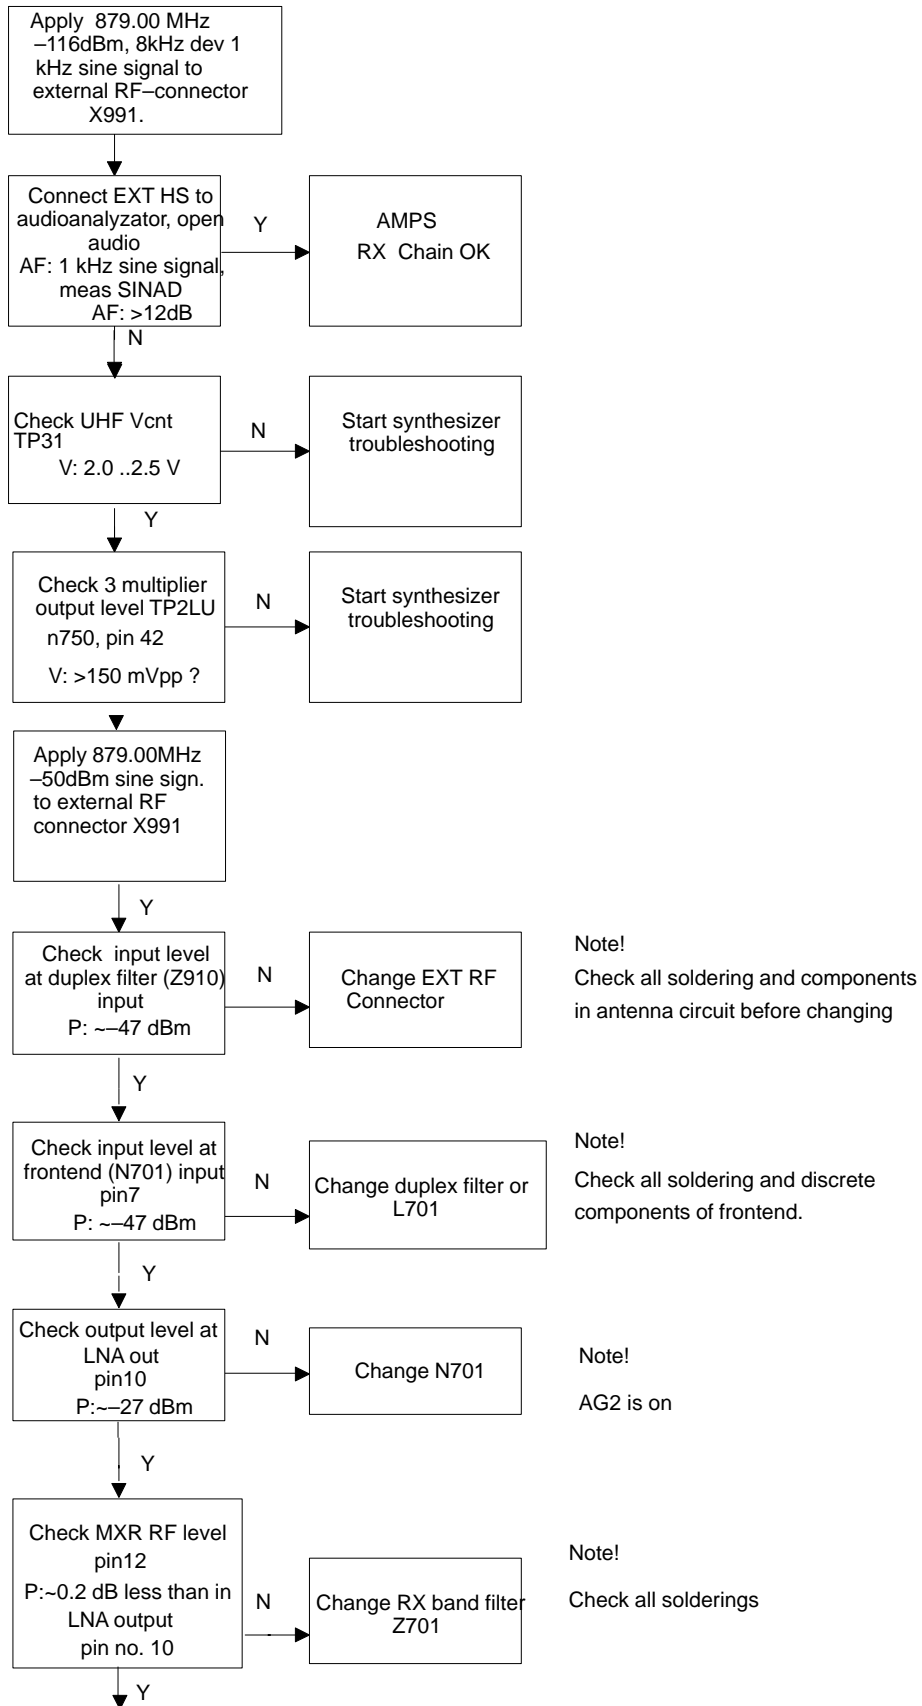 Apply 879.00 MHz
–116dBm, 8kHz dev 1
kHz sine signal to
external RF–connector
X991.
Connect EXT HS to
audioanalyzator, open
audio
AF: 1 kHz sine signal,
meas SINAD
AF: >12dB
Y
AMPS
RX Chain OK
N
Check UHF Vcnt
TP31
V: 2.0 ..2.5 V
N
Start synthesizer
troubleshooting
Y
Check 3 multiplier
output level TP2LU
n750, pin 42
V: >150 mVpp ?
N
Start synthesizer
troubleshooting
Apply 879.00MHz
–50dBm sine sign.
to external RF
connector X991
Y
Check input level
at duplex filter (Z910)
input
P: ~–47 dBm
N
Change EXT RF
Connector
Note!
Check all soldering and components
in antenna circuit before changing
Y
Check input level at
frontend (N701) input
pin7
P: ~–47 dBm
N
Change duplex filter or
L701
Note!
Check all soldering and discrete
components of frontend.
Y
Check output level at
LNA out
pin10
P:~–27 dBm
N
Change N701
Note!
AG2 is on
Y
Check MXR RF level
pin12
P:~0.2 dB less than in
LNA output
pin no. 10
N
Change RX band filter
Z701
Note!
Check all solderings
Y